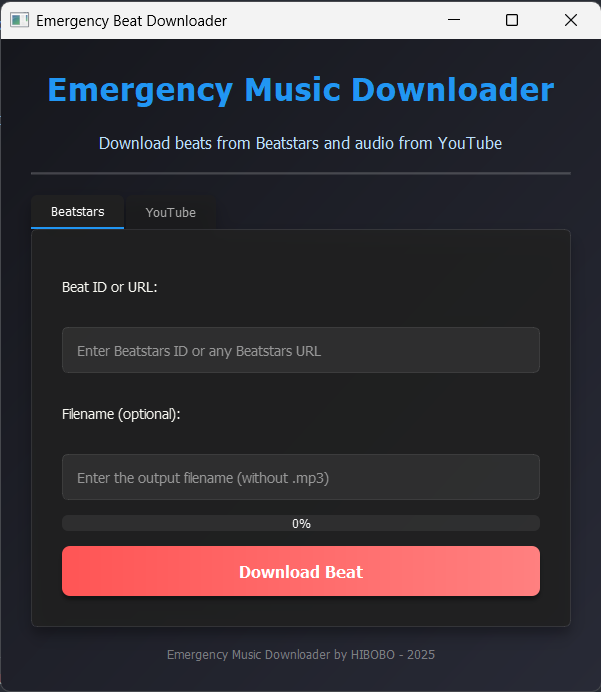 Emergency Beat Downloader
Emergency Music Downloader
Download beats from Beatstars and audio from YouTube
Beatstars
YouTube
Beat ID or URL:
Enter Beatstars ID or any Beatstars URL
Filename (optional):
Enter the output filename (without .mp3)
0%
Download Beat
Emergency Music Downloader by HIBOBO - 2025